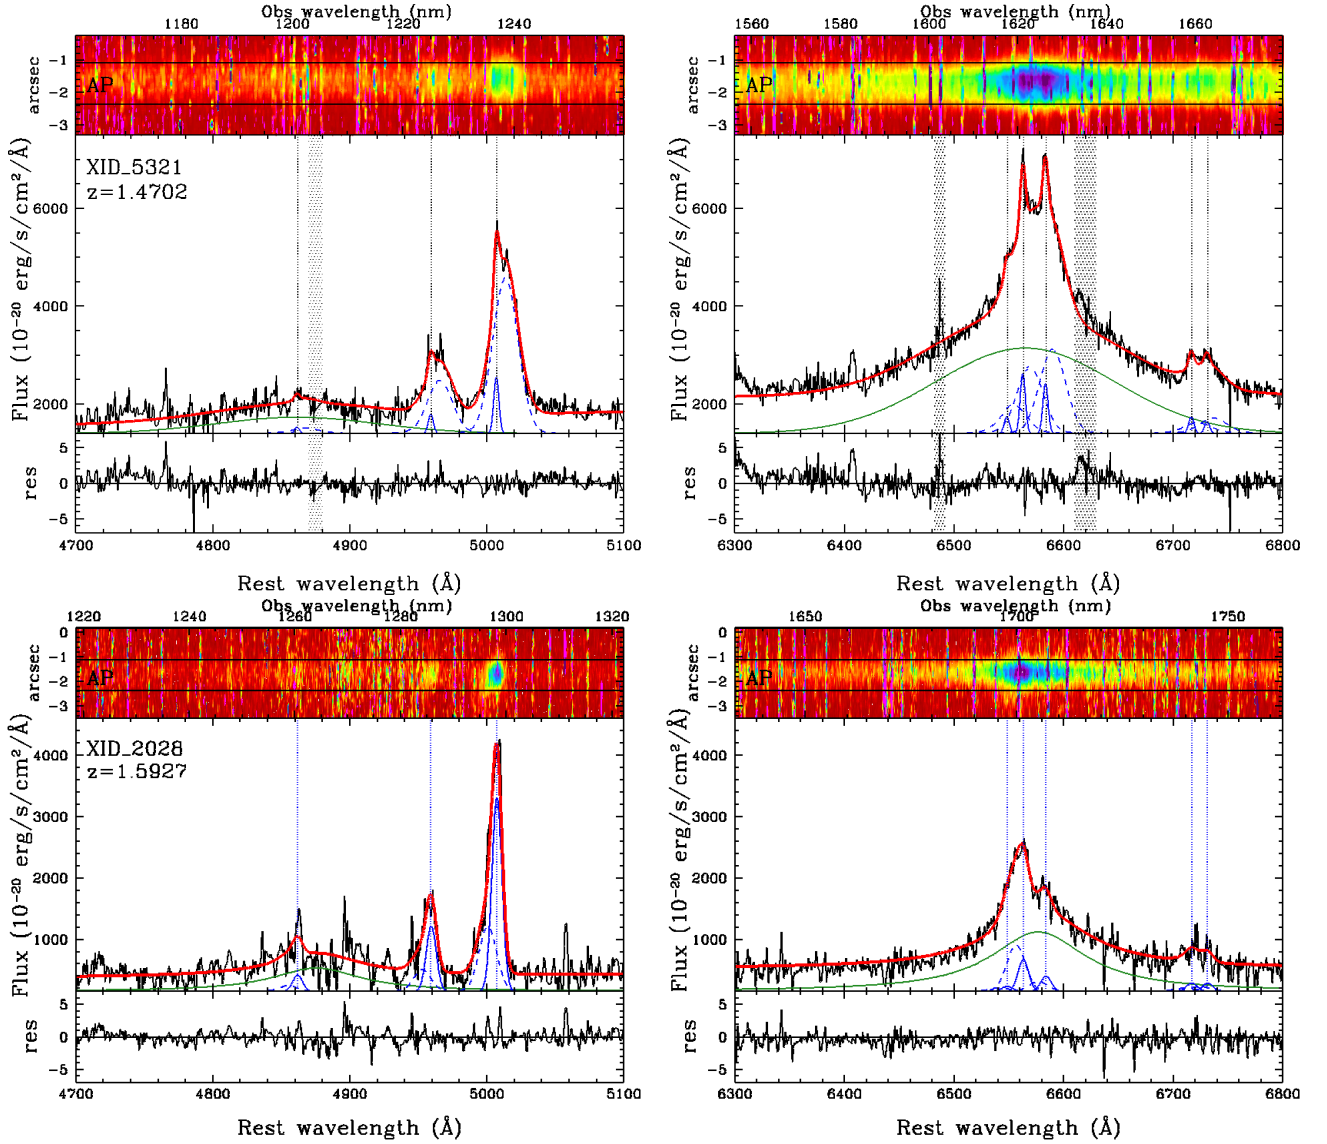 Obs wavelength (nm)
1180 1200 1220 1240
arcsec
-1
-2
-3
AP
XID_5321
z=1.4702
Flux (10⁻²⁰ erg/s/cm²/Å)
6000
4000
2000
res
5
0
-5
4700 4800 4900 5000 5100
Rest wavelength (Å)
Obs wavelength (nm)
1560 1580 1600 1620 1640 1660
arcsec
-1
-2
-3
AP
Flux (10⁻²⁰ erg/s/cm²/Å)
6000
4000
2000
res
5
0
-5
6300 6400 6500 6600 6700 6800
Rest wavelength (Å)
Obs wavelength (nm)
1220 1240 1260 1280 1300 1320
arcsec
0
-1
-2
-3
AP
XID_2028
z=1.5927
Flux (10⁻²⁰ erg/s/cm²/Å)
4000
3000
2000
1000
res
5
0
-5
4700 4800 4900 5000 5100
Rest wavelength (Å)
Obs wavelength (nm)
1650 1700 1750
arcsec
0
-1
-2
-3
AP
Flux (10⁻²⁰ erg/s/cm²/Å)
4000
3000
2000
1000
res
5
0
-5
6300 6400 6500 6600 6700 6800
Rest wavelength (Å)